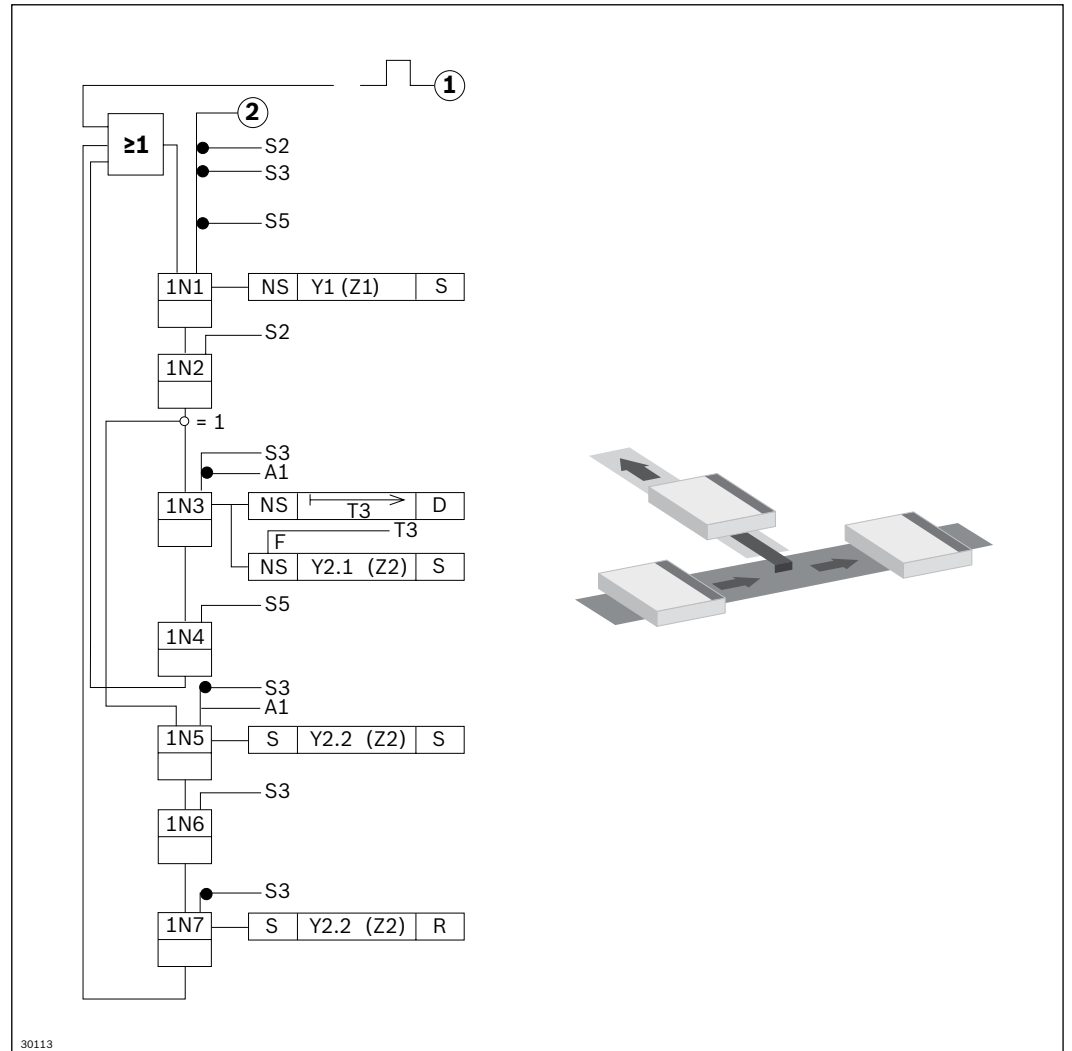 1
2
≥1
S2
S3
S5
1N1
NS Y1 (Z1) S
S2
1N2
= 1
S3
A1
1N3
NS T3 D
T3
F
NS Y2.1 (Z2) S
S5
1N4
S3
A1
1N5
S Y2.2 (Z2) S
S3
1N6
S3
1N7
S Y2.2 (Z2) R
30113